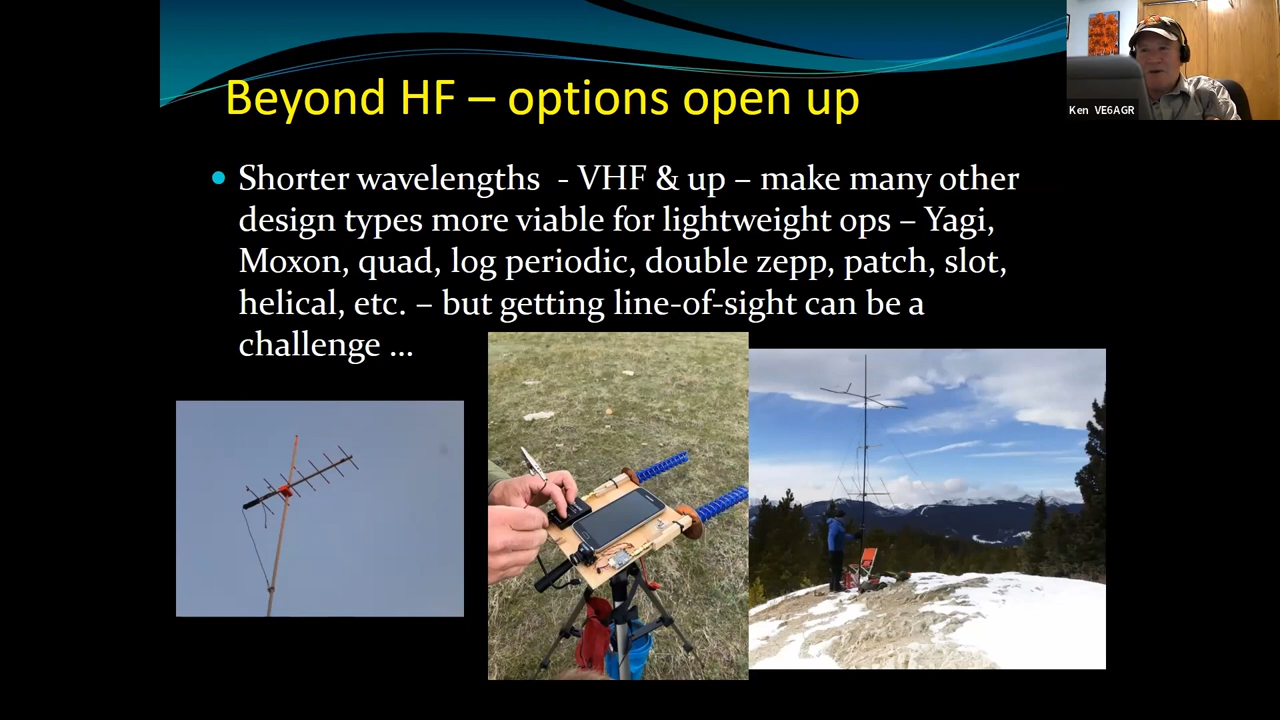 Beyond HF – options open up
Ken VE6AGR
• Shorter wavelengths - VHF & up – make many other
design types more viable for lightweight ops – Yagi,
Moxon, quad, log periodic, double zepp, patch, slot,
helical, etc. – but getting line-of-sight can be a
challenge ...